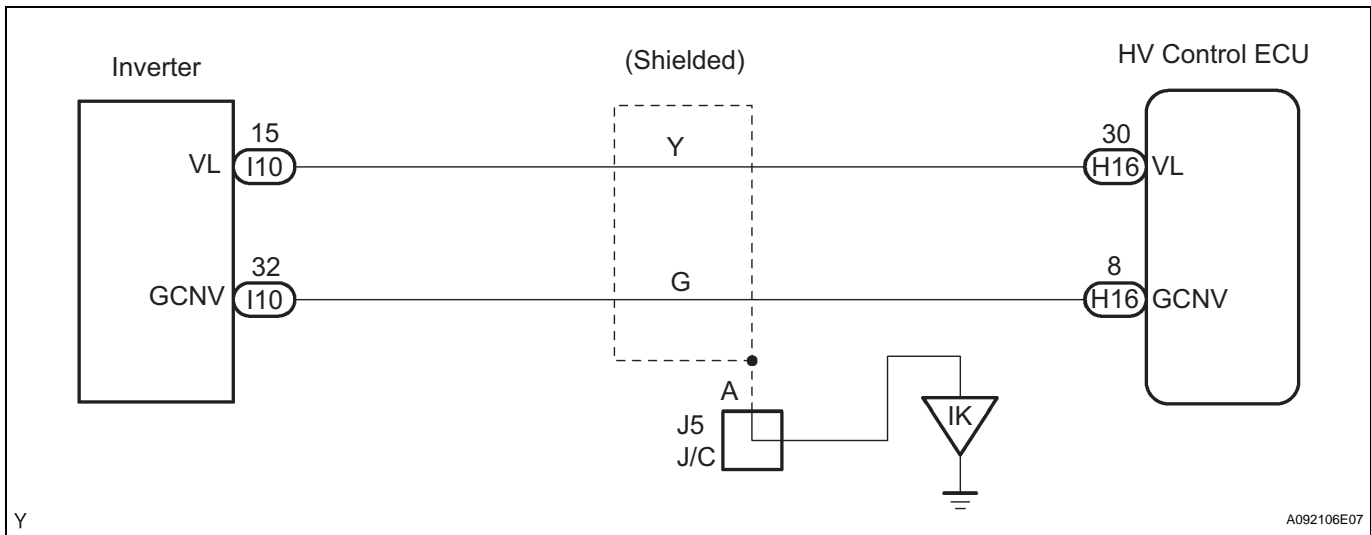 Inverter
(Shielded)
HV Control ECU
15
Y
30
VL
I10
H16
VL
32
G
8
GCNV
I10
H16
GCNV
A
J5
J/C
IK
Y
A092106E07